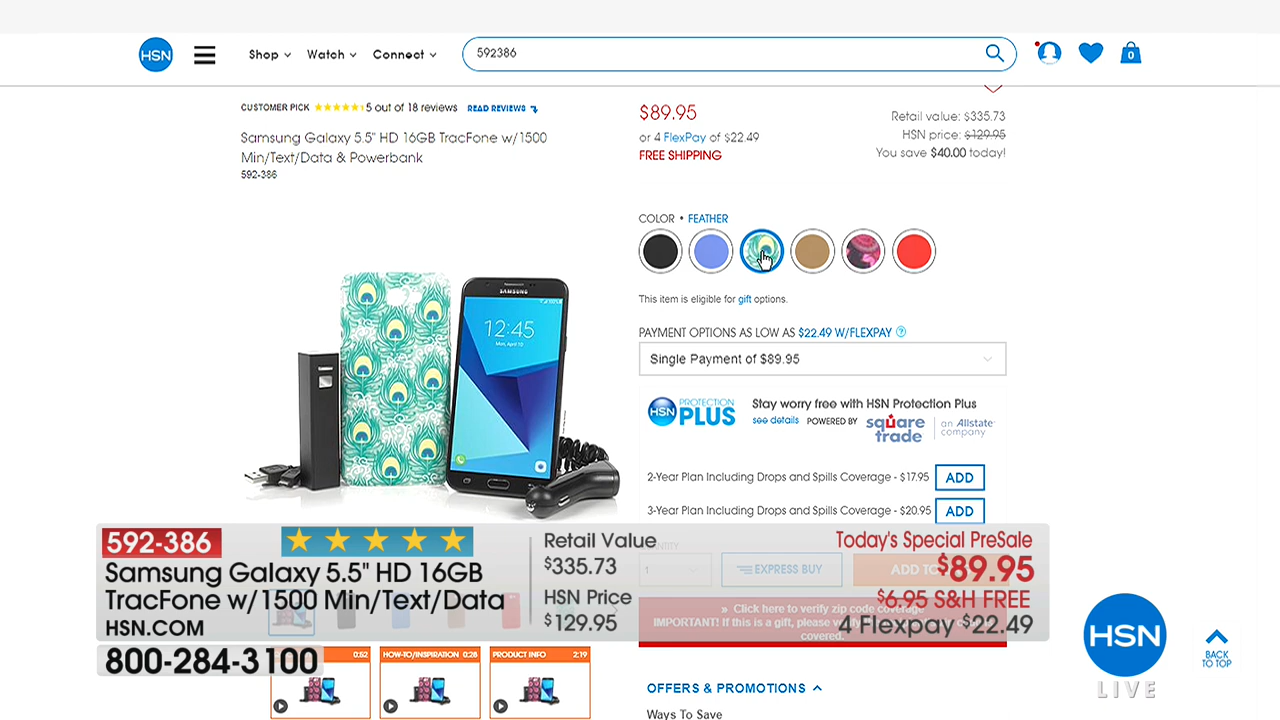 HSN
Shop
Watch
Connect
592386
0
CUSTOMER PICK 5 out of 18 reviews READ REVIEWS
Samsung Galaxy 5.5" HD 16GB TracFone w/1500
Min/Text/Data & Powerbank
592-386
$89.95
or 4 FlexPay of $22.49
FREE SHIPPING
Retail value: $335.73
HSN price: $129.95
You save $40.00 today!
COLOR • FEATHER
This item is eligible for gift options.
PAYMENT OPTIONS AS LOW AS $22.49 W/FLEXPAY ?
Single Payment of $89.95
HSN PROTECTION PLUS
Stay worry free with HSN Protection Plus
see details POWERED BY square trade an Allstate company
2-Year Plan Including Drops and Spills Coverage - $17.95 ADD
3-Year Plan Including Drops and Spills Coverage - $20.95 ADD
SAMSUNG
12:45
Mon, April 10
592-386
Samsung Galaxy 5.5" HD 16GB
TracFone w/1500 Min/Text/Data
HSN.COM
800-284-3100
Retail Value
$335.73
HSN Price
$129.95
Today's Special PreSale
$89.95
$6.95 S&H FREE
4 Flexpay $22.49
1
EXPRESS BUY
ADD TO
» Click here to verify zip code coverage
IMPORTANT! If this is a gift, please
covered.
0:52
HOW-TO/INSPIRATION 0:28
PRODUCT INFO 2:19
OFFERS & PROMOTIONS
Ways To Save
HSN
LIVE
BACK
TO TOP